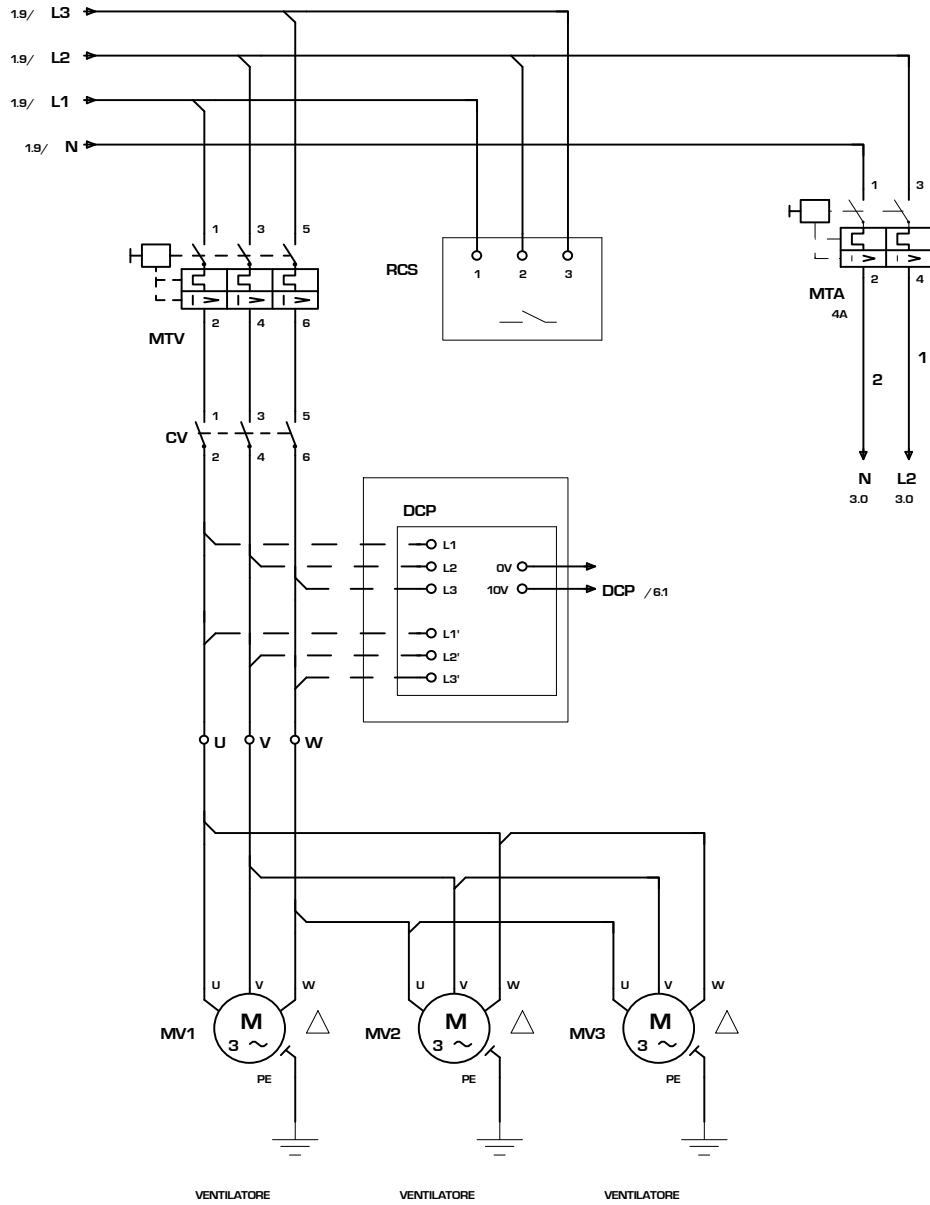 1.9/ L3
1.9/ L2
1.9/ L1
1.9/ N
1 3
1 3 5
RCS
1 2 3
MTA
4A
2 4
2 4 6
MTV
1
2
1 3 5
CV
2 4 6
N L2
3.0 3.0
DCP
L1
L2 0V
L3 10V DCP / 6.1
L1'
L2'
L3'
U V W
U V W U V W U V W
MV1 M 3 MV2 M 3 MV3 M 3
PE PE PE
VENTILATORE VENTILATORE VENTILATORE